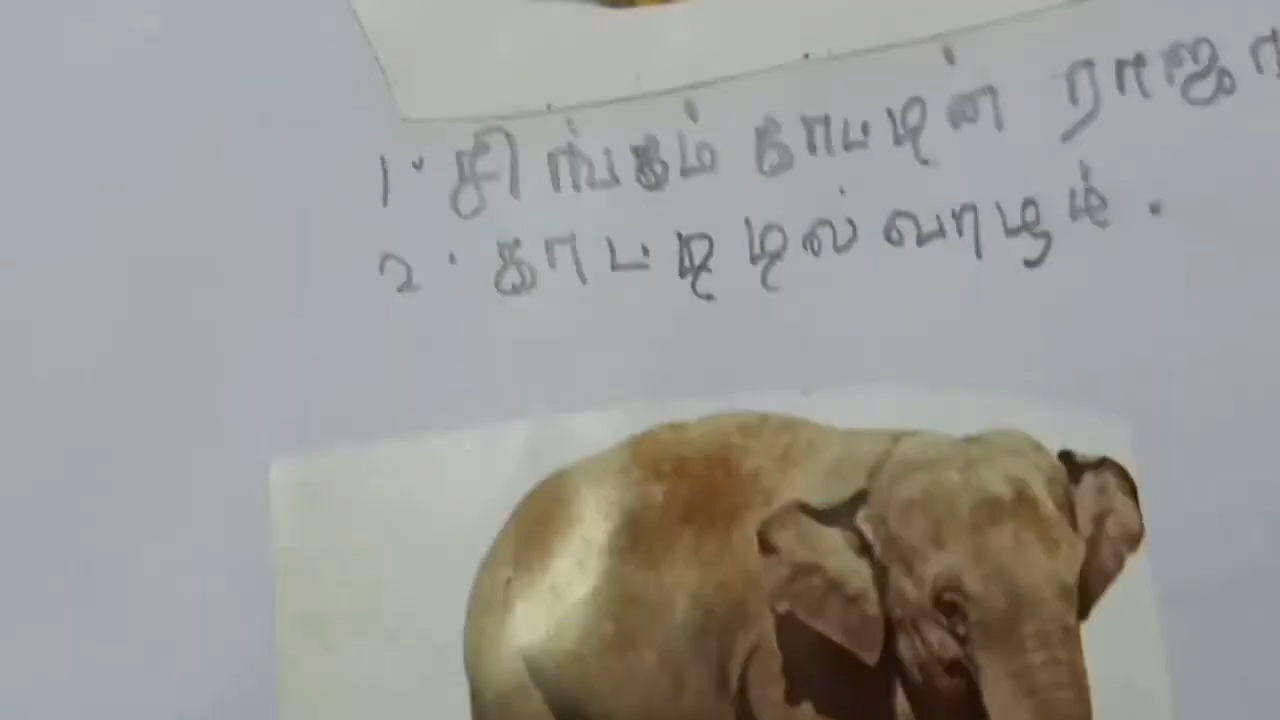 1. சிங்கம் காட்டின் ராஜா
2. காட்டில் வாழும்.